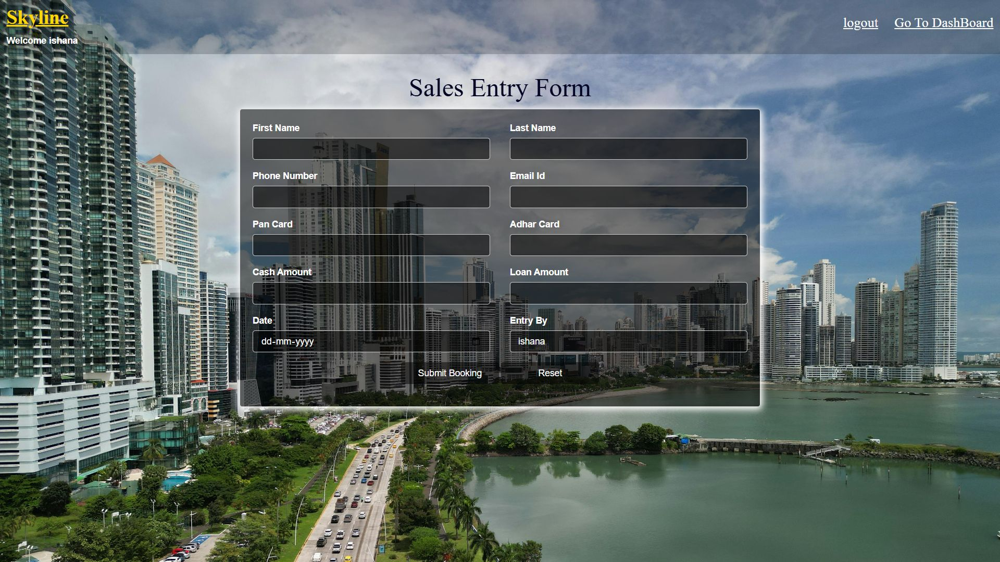 Skyline
Welcome ishana
logout Go To DashBoard
Sales Entry Form
First Name Last Name
Phone Number Email Id
Pan Card Adhar Card
Cash Amount Loan Amount
Date Entry By
dd-mm-yyyy ishana
Submit Booking Reset